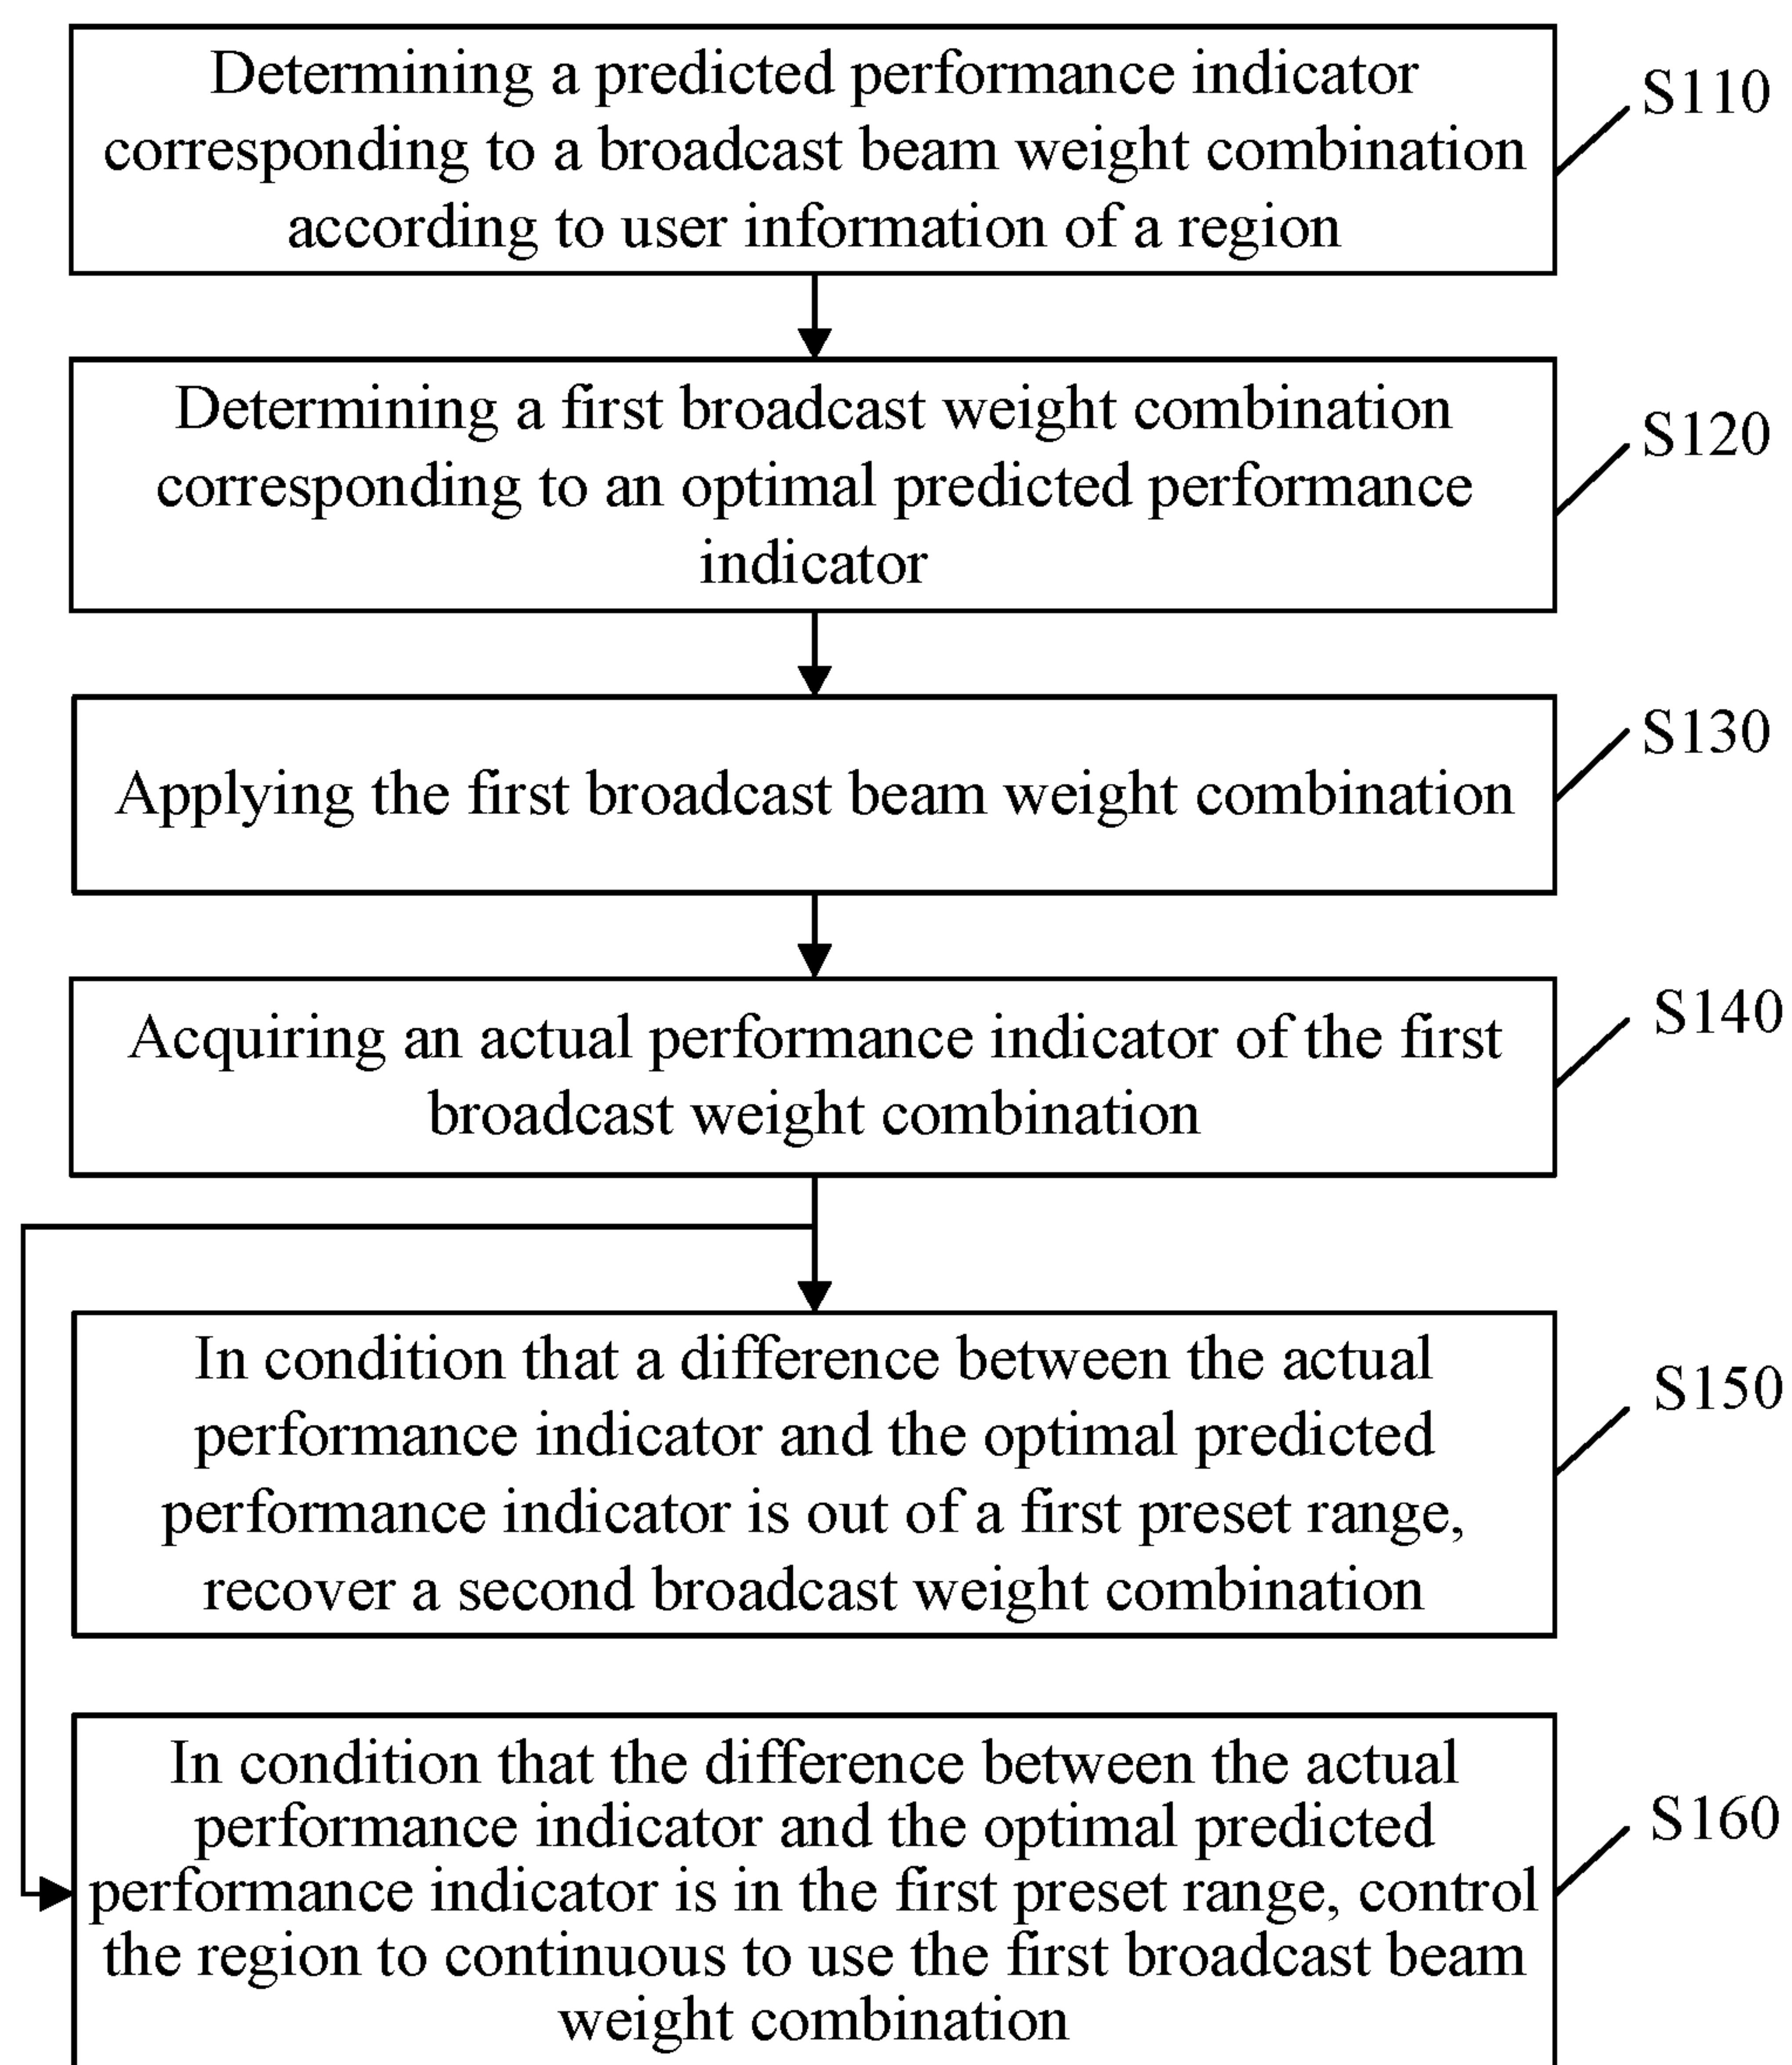 Determining a predicted performance indicator
corresponding to a broadcast beam weight combination
according to user information of a region
S110
Determining a first broadcast weight combination
corresponding to an optimal predicted performance
indicator
S120
Applying the first broadcast beam weight combination
S130
Acquiring an actual performance indicator of the first
broadcast weight combination
S140
In condition that a difference between the actual
performance indicator and the optimal predicted
performance indicator is out of a first preset range,
recover a second broadcast weight combination
S150
In condition that the difference between the actual
performance indicator and the optimal predicted
performance indicator is in the first preset range, control
the region to continuous to use the first broadcast beam
weight combination
S160